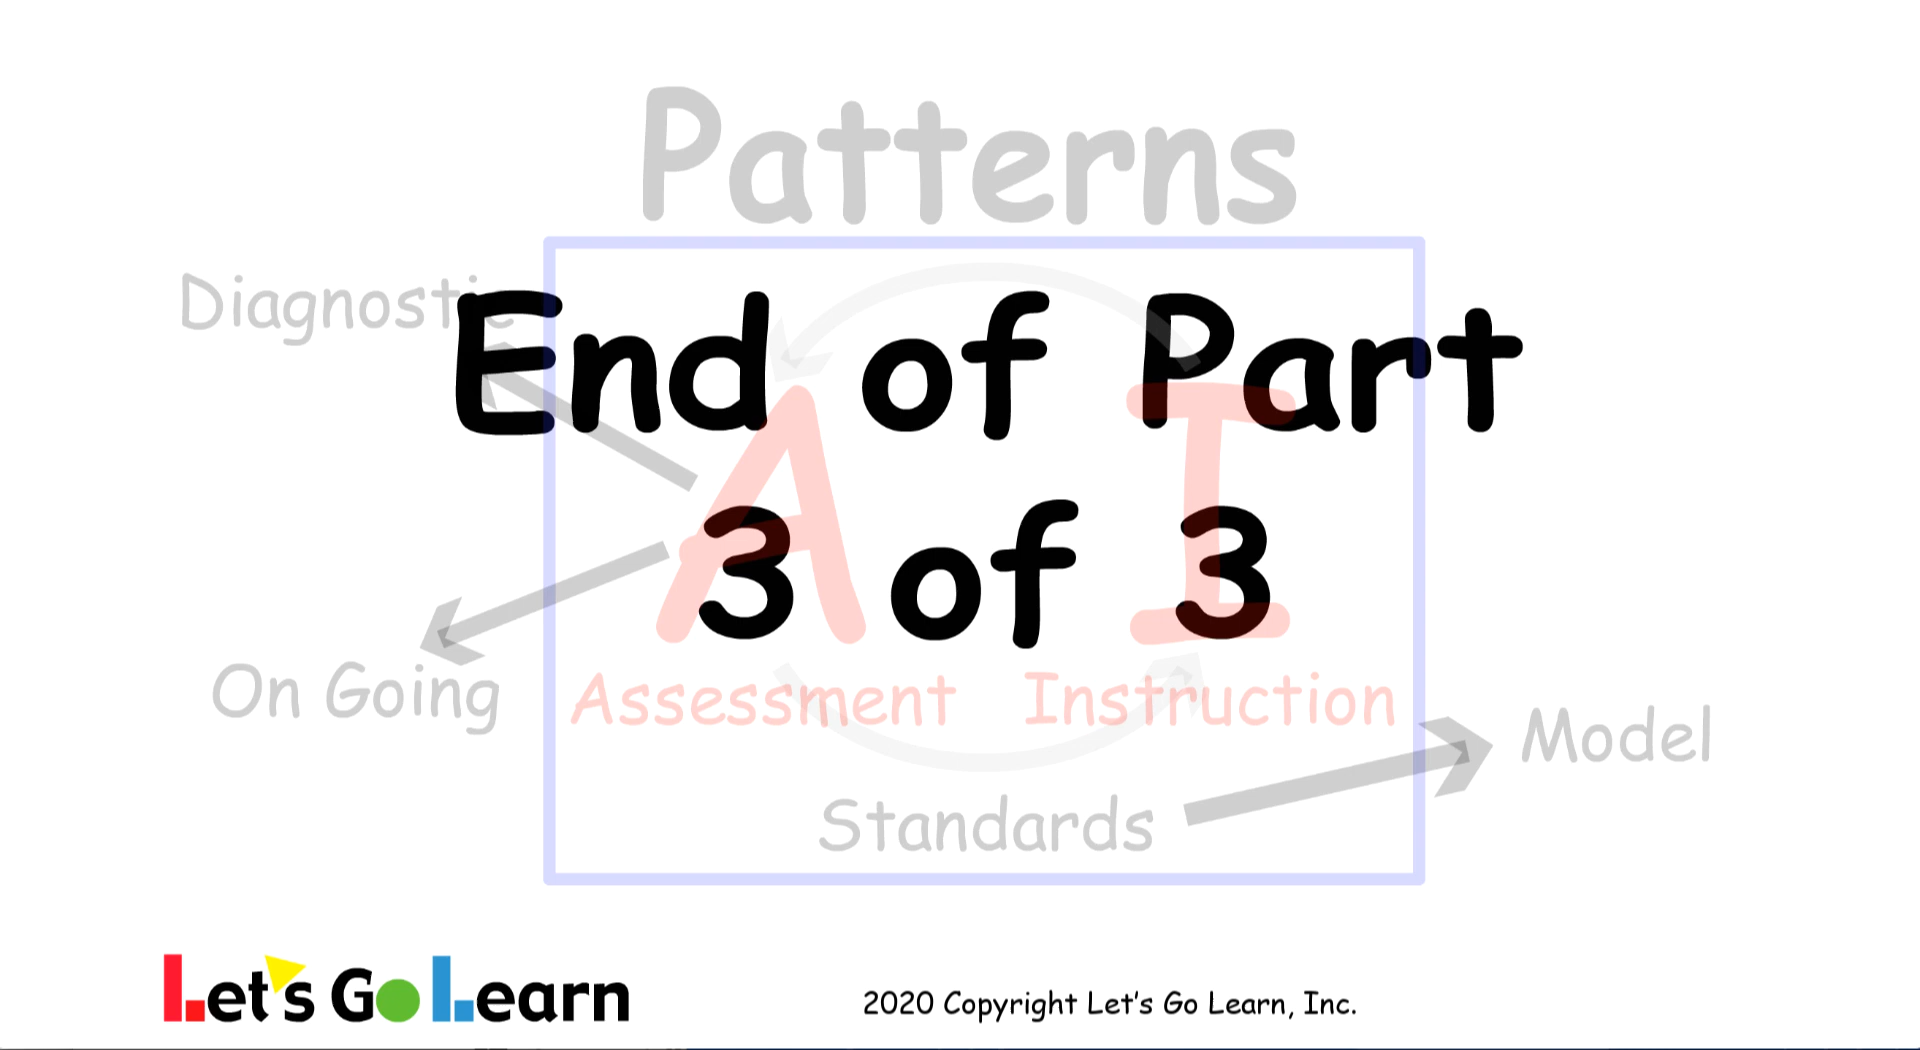 Patterns
Diagnostic
End of Part
3 of 3
A I
On Going
Assessment Instruction
Model
Standards
Let's Go Learn
2020 Copyright Let's Go Learn, Inc.